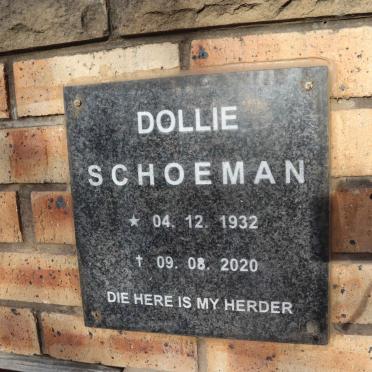 DOLLIE
SCHOEMAN
★ 04. 12. 1932
† 09. 08. 2020
DIE HERE IS MY HERDER